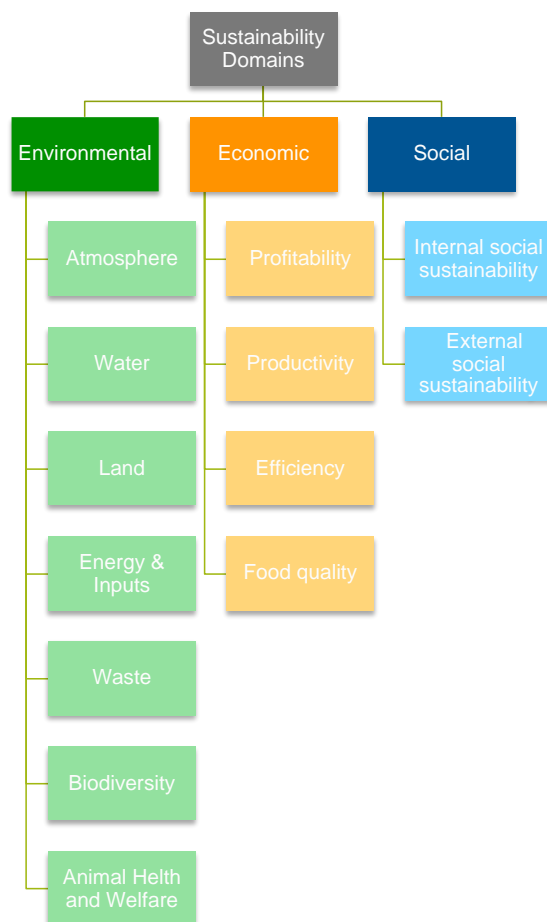 Sustainability
Domains
Environmental
Economic
Social
Atmosphere
Water
Land
Energy &
Inputs
Waste
Biodiversity
Animal Helth
and Welfare
Profitability
Productivity
Efficiency
Food quality
Internal social
sustainability
External
social
sustainability